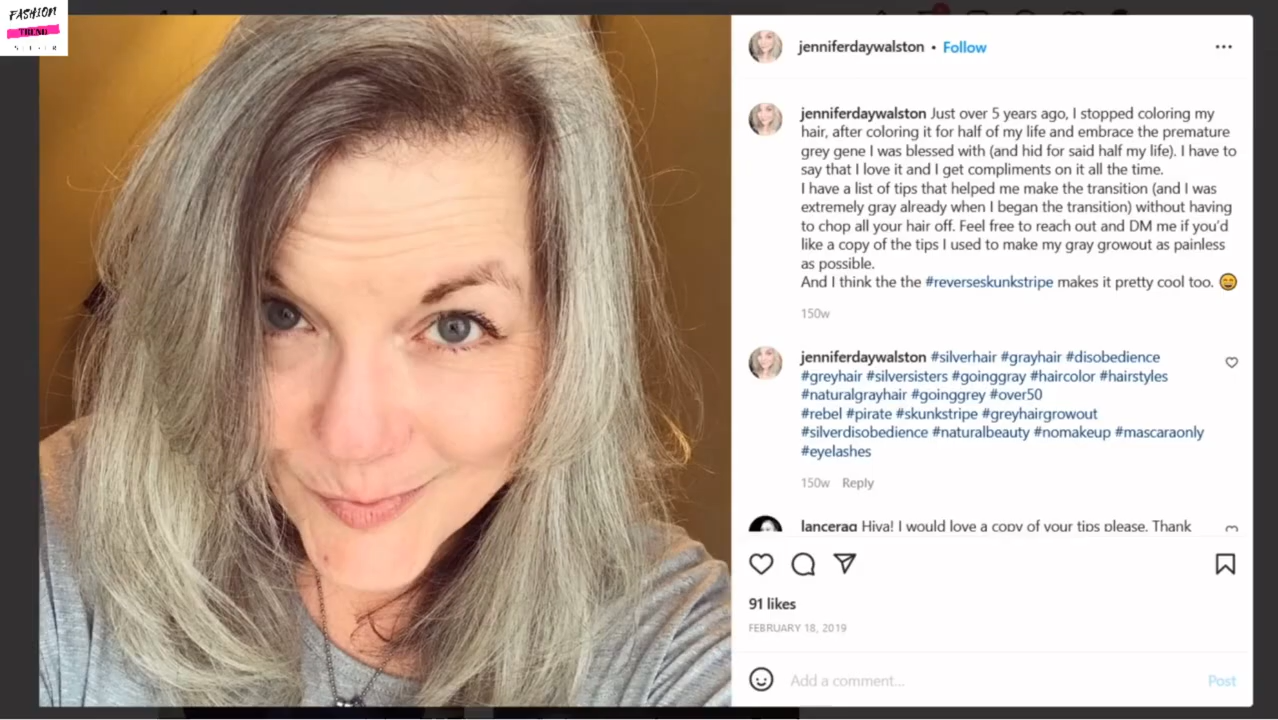 FASHION
TREND
SEEKER
jenniferdaywalston • Follow
jenniferdaywalston Just over 5 years ago, I stopped coloring my
hair, after coloring it for half of my life and embrace the premature
grey gene I was blessed with (and hid for said half my life). I have to
say that I love it and I get compliments on it all the time.
I have a list of tips that helped me make the transition (and I was
extremely gray already when I began the transition) without having
to chop all your hair off. Feel free to reach out and DM me if you'd
like a copy of the tips I used to make my gray growout as painless
as possible.
And I think the the #reverseskunkstripe makes it pretty cool too. 😄
150w
jenniferdaywalston #silverhair #grayhair #disobedience
#greyhair #silversisters #goinggray #haircolor #hairstyles
#naturalgrayhair #goinggrey #over50
#rebel #pirate #skunkstripe #greyhairgrowout
#silverdisobedience #naturalbeauty #nomakeup #mascaraonly
#eyelashes
150w Reply
Hiya! I would love a copy of your tips please. Thank
91 likes
FEBRUARY 18, 2019
Add a comment...
Post